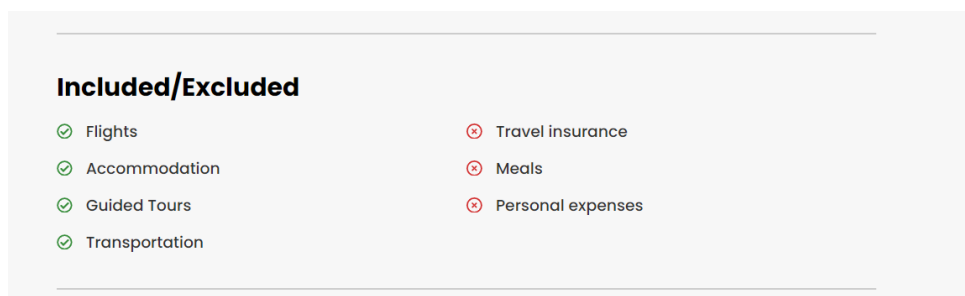 Included/Excluded
Flights
Accommodation
Guided Tours
Transportation
Travel insurance
Meals
Personal expenses